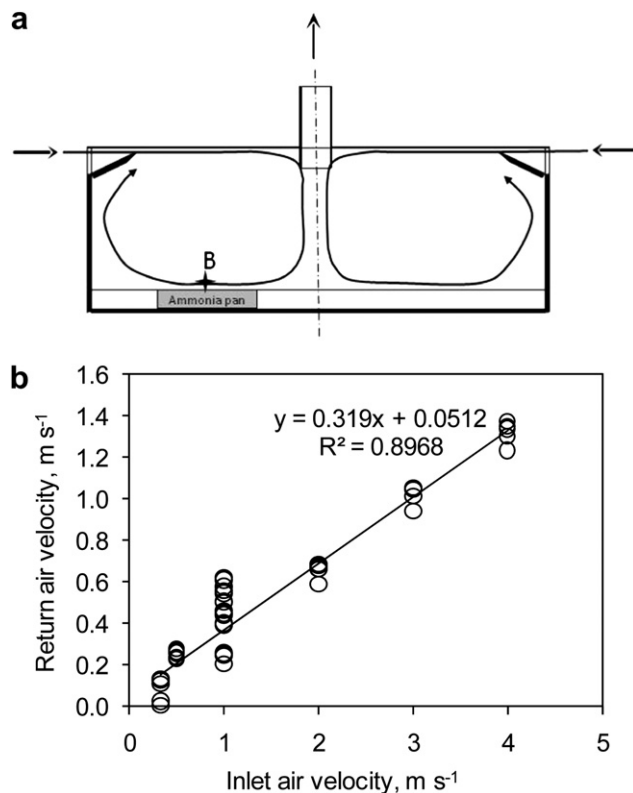 a
B
Ammonia pan
b
1.6
1.4
1.2
1.0
0.8
0.6
0.4
0.2
0.0
Return air velocity, m s⁻¹
y = 0.319x + 0.0512
R² = 0.8968
0 1 2 3 4 5
Inlet air velocity, m s⁻¹